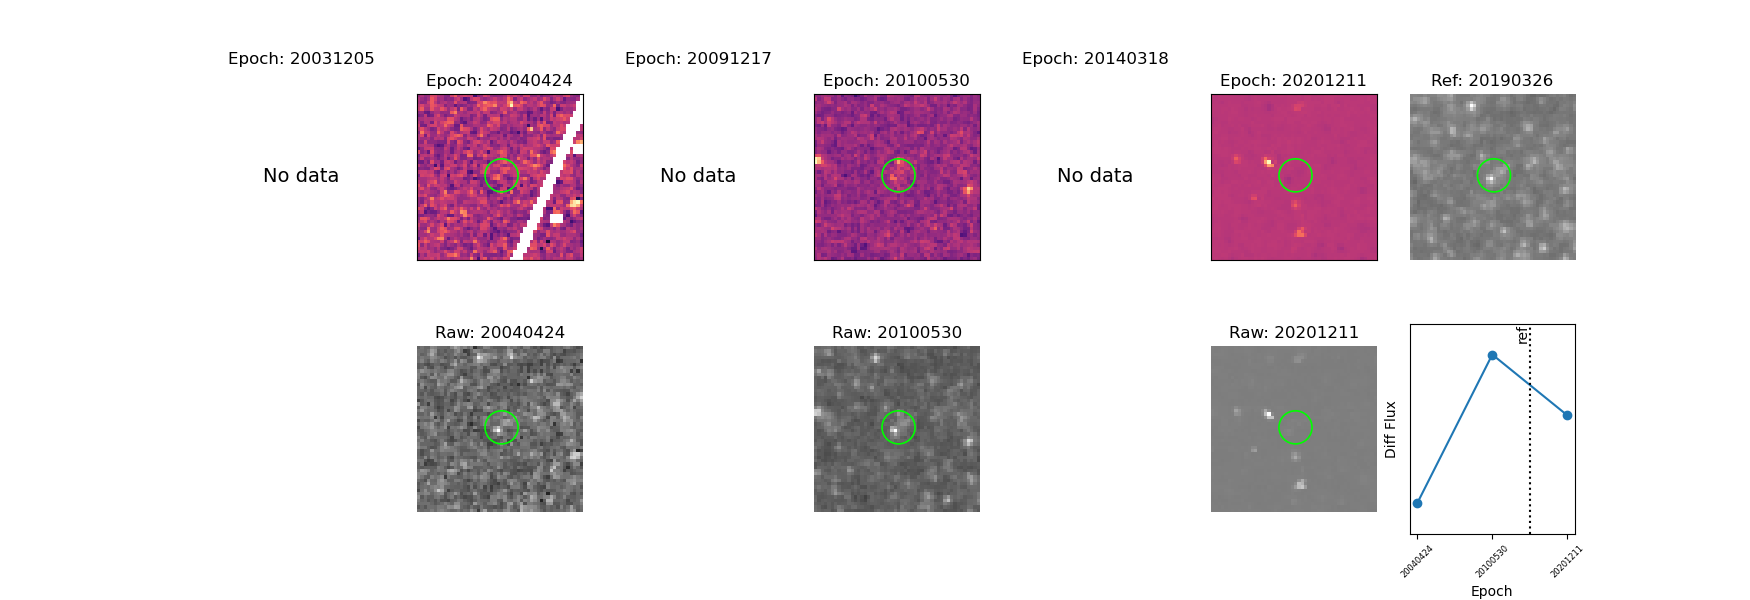 Epoch: 20031205
Epoch: 20091217
Epoch: 20140318
Epoch: 20040424
Epoch: 20100530
Epoch: 20201211
Ref: 20190326
No data
No data
No data
Raw: 20040424
Raw: 20100530
Raw: 20201211
ref
Diff Flux
20040424
20100530
20201211
Epoch